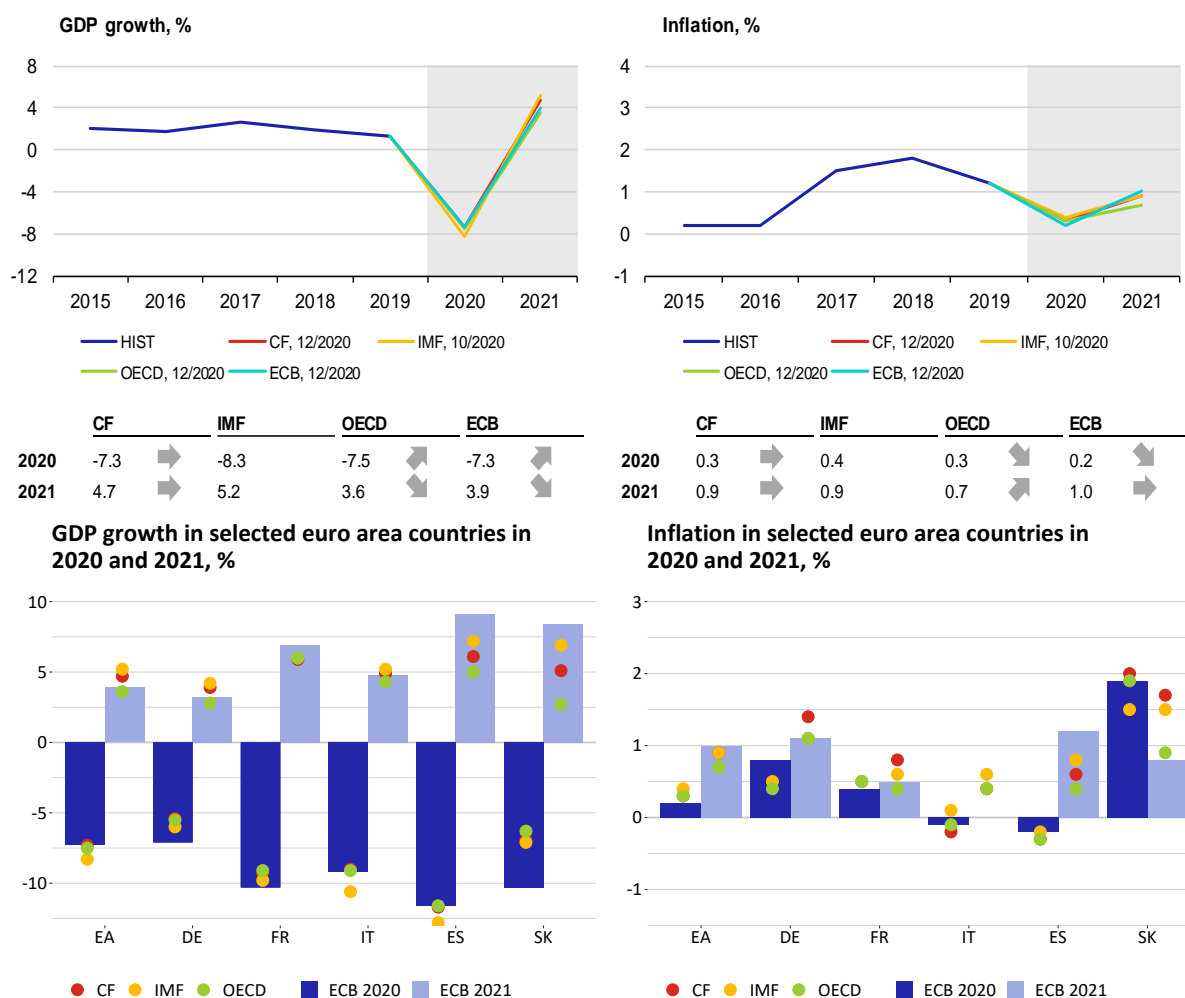 GDP growth, %
8
4
0
-4
-8
-12
2015 2016 2017 2018 2019 2020 2021
HIST CF, 12/2020 IMF, 10/2020
OECD, 12/2020 ECB, 12/2020
CF IMF OECD ECB
2020 -7.3 -8.3 -7.5 -7.3
2021 4.7 5.2 3.6 3.9
Inflation, %
4
3
2
1
0
-1
2015 2016 2017 2018 2019 2020 2021
HIST CF, 12/2020 IMF, 10/2020
OECD, 12/2020 ECB, 12/2020
CF IMF OECD ECB
2020 0.3 0.4 0.3 0.2
2021 0.9 0.9 0.7 1.0
GDP growth in selected euro area countries in
2020 and 2021, %
10
5
0
-5
-10
EA DE FR IT ES SK
CF IMF OECD ECB 2020 ECB 2021
Inflation in selected euro area countries in
2020 and 2021, %
3
2
1
0
-1
EA DE FR IT ES SK
CF IMF OECD ECB 2020 ECB 2021